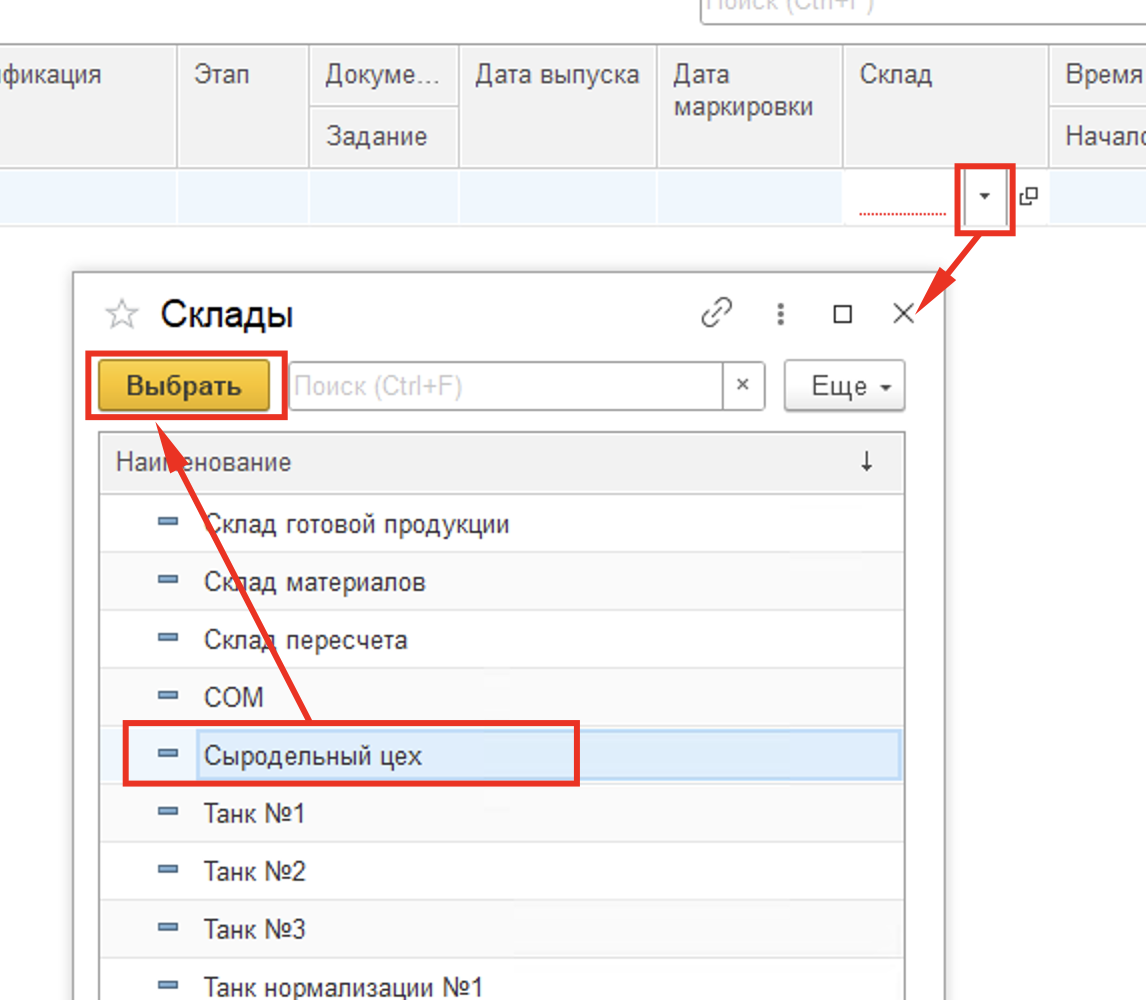 Поиск (Ctrl+F)
фикация Этап Докуме... Дата выпуска Дата маркировки Склад Время
Задание Начало
Склады
Выбрать Поиск (Ctrl+F) × Еще
Наименование ↓
Склад готовой продукции
Склад материалов
Склад пересчета
СОМ
Сыродельный цех
Танк №1
Танк №2
Танк №3
Танк нормализации №1